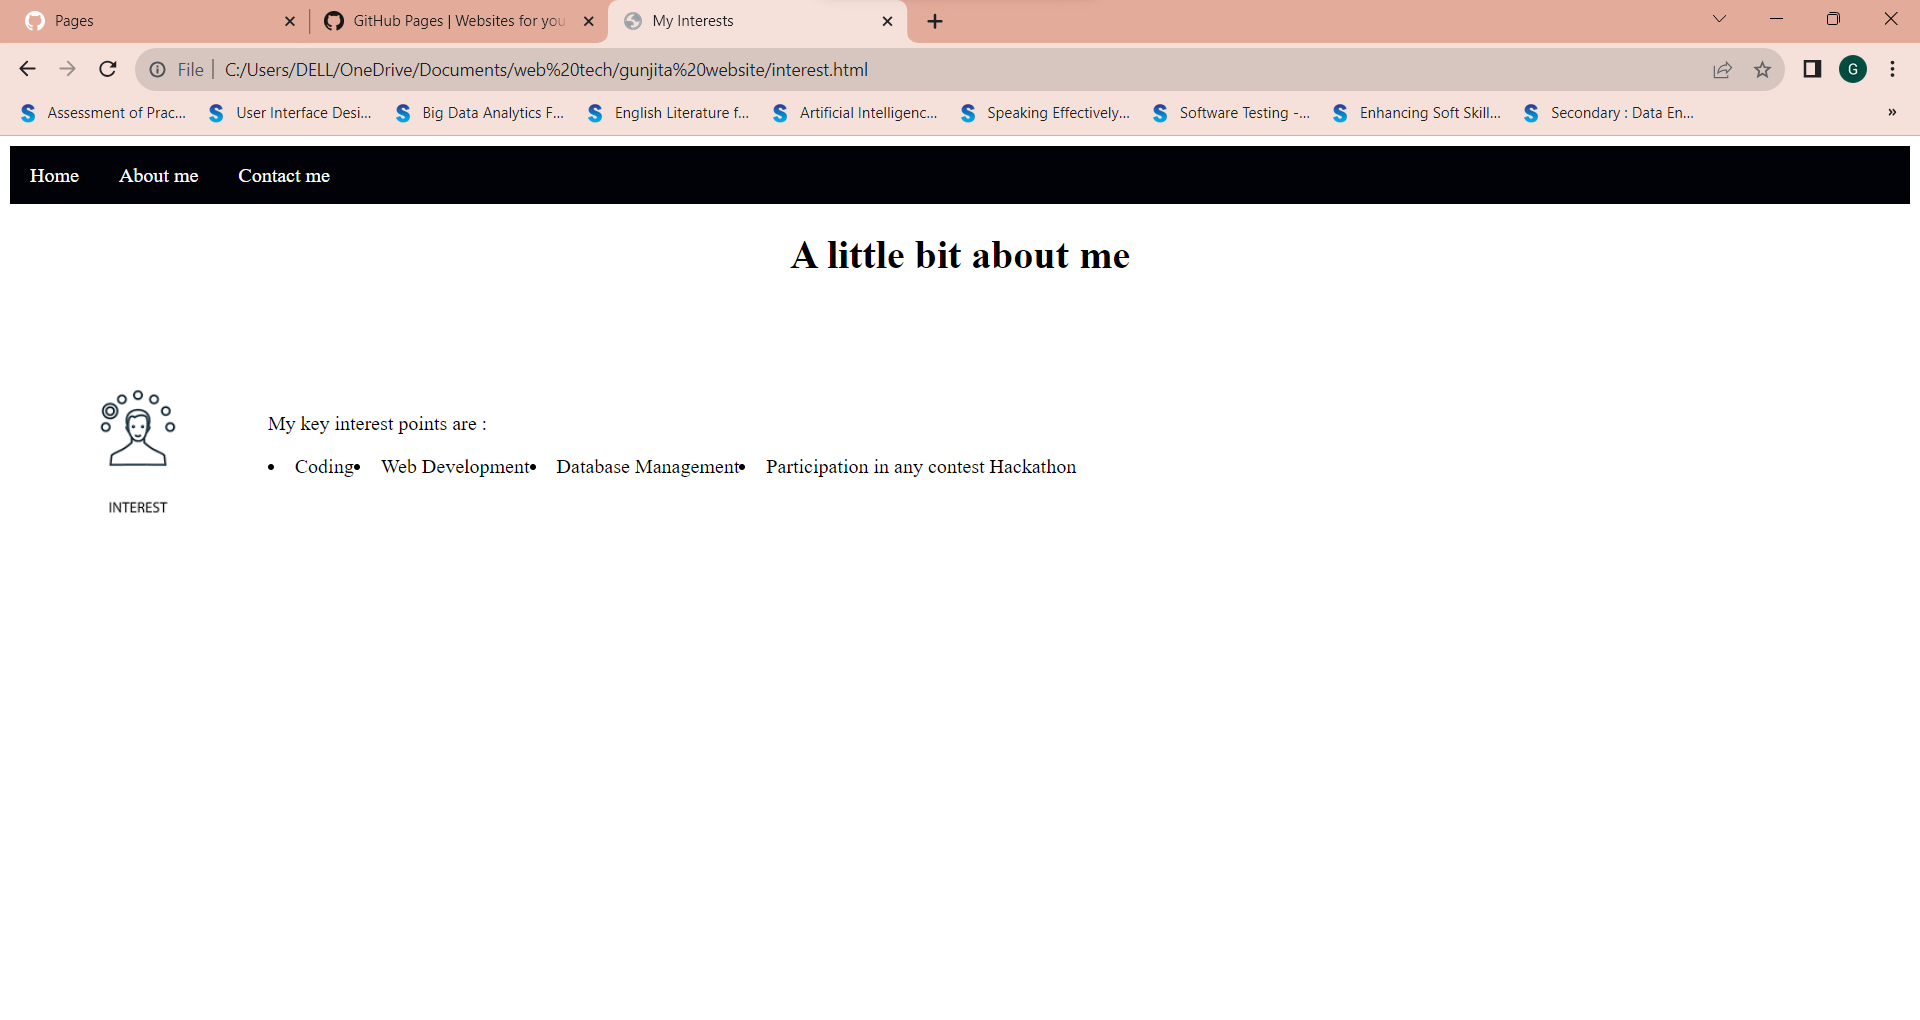 Pages
GitHub Pages | Websites for you
My Interests
File
C:/Users/DELL/OneDrive/Documents/web%20tech/gunjita%20website/interest.html
G
Assessment of Prac...
User Interface Desi...
Big Data Analytics F...
English Literature f...
Artificial Intelligenc...
Speaking Effectively...
Software Testing -...
Enhancing Soft Skill...
Secondary : Data En...
»
Home
About me
Contact me
A little bit about me
My key interest points are :
• Coding• Web Development• Database Management• Participation in any contest Hackathon
INTEREST